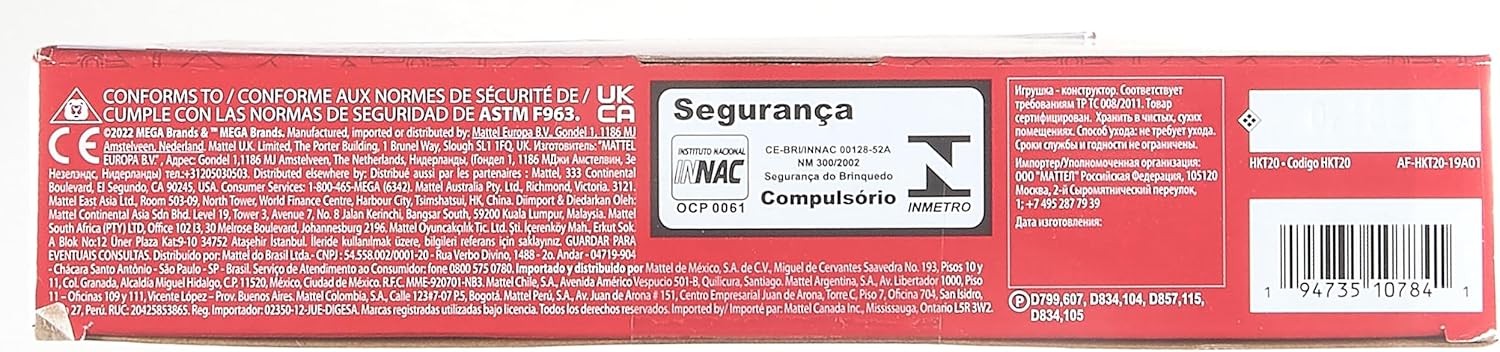 CONFORMS TO / CONFORME AUX NORMES DE SÉCURITÉ DE /
CUMPLE CON LAS NORMAS DE SEGURIDAD DE ASTM F963.
UK
CA
CE
©2022 MEGA Brands & ™ MEGA Brands. Manufactured, imported or distributed by: Mattel Europa B.V., Gondel 1, 1186 MJ
Amstelveen, Nederland. Mattel U.K. Limited, The Porter Building, 1 Brunel Way, Slough SL1 1FQ, UK. Изготовитель: "MATTEL
EUROPA B.V.", Адрес: Gondel 1,1186 MJ Amstelveen, The Netherlands, Нидерланды, (Гондел 1, 1186 МДжи Амстелвен, Зе
Незелэндс, Нидерланды) тел.:+31205030503. Distributed elsewhere by: Distribué aussi par les partenaires : Mattel, 333 Continental
Boulevard, El Segundo, CA 90245, USA. Consumer Services: 1-800-465-MEGA (6342). Mattel Australia Pty. Ltd., Richmond, Victoria. 3121.
Mattel East Asia Ltd., Room 503-09, North Tower, World Finance Centre, Harbour City, Tsimshatsui, HK, China. Diimport & Diedarkan Oleh:
Mattel Continental Asia Sdn Bhd. Level 19, Tower 3, Avenue 7, No. 8 Jalan Kerinchi, Bangsar South, 59200 Kuala Lumpur, Malaysia. Mattel
South Africa (PTY) LTD, Office 102 I3, 30 Melrose Boulevard, Johannesburg 2196. Mattel Oyuncakçılık Tic. Ltd. Şti. İçerenköy Mah., Erkut Sok.
A Blok No:12 Üner Plaza Kat:9-10 34752 Ataşehir İstanbul. İleride kullanılmak üzere, bilgileri referans için saklayınız. GUARDAR PARA
EVENTUAIS CONSULTAS. Distribuido por: Mattel do Brasil Ltda.- CNPJ : 54.558.002/0001-20 - Rua Verbo Divino, 1488 - 2o. Andar - 04719-904
- Chácara Santo Antônio - São Paulo - SP - Brasil. Serviço de Atendimento ao Consumidor: fone 0800 575 0780. Importado y distribuido por Mattel de México, S.A. de C.V., Miguel de Cervantes Saavedra No. 193, Pisos 10 y
11, Col. Granada, Alcaldía Miguel Hidalgo, C.P. 11520, México, Ciudad de México. R.F.C. MME-920701-NB3. Mattel Chile, S.A., Avenida Américo Vespucio 501-B, Quilicura, Santiago. Mattel Argentina, S.A., Av. Libertador 1000, Piso
11 – Oficinas 109 y 111, Vicente López – Prov. Buenos Aires. Mattel Colombia, S.A., Calle 123#7-07 P.5, Bogotá. Mattel Perú, S.A., Av. Juan de Arona # 151, Centro Empresarial Juan de Arona, Torre C, Piso 7, Oficina 704, San Isidro,
27, Perú. RUC: 20425853865. Reg. Importador: 02350-12-JUE-DIGESA. Marcas registradas utilizadas bajo licencia. Todos los derechos reservados. Imported by / Importé par: Mattel Canada Inc., Mississauga, Ontario L5R 3W2.
Segurança
INSTITUTO NACIONAL
INNAC
OCP 0061
CE-BRI/INNAC 00128-52A
NM 300/2002
Segurança do Brinquedo
Compulsório
INMETRO
Игрушка - конструктор. Соответствует
требованиям ТР ТС 008/2011. Товар
сертифицирован. Хранить в чистых, сухих
помещениях. Способ ухода: не требует ухода.
Сроки службы и годности не ограничены.
Импортер/Уполномоченная организация:
ООО "МАТТЕЛ" Российская Федерация, 105120
Москва, 2-й Сыромятнический переулок,
1; +7 495 287 79 39
Дата изготовления:
P D799,607, D834,104, D857,115,
D834,105
HKT20 - Codigo HKT20 AF-HKT20-19A01
1 94735 10784 1